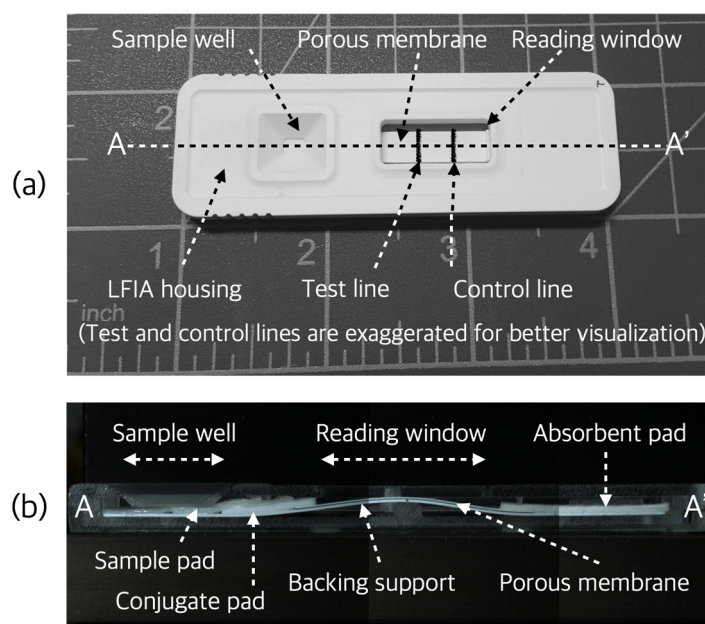 Sample well
Porous membrane
Reading window
2
A
A'
(a)
1
2
3
4
LFIA housing
Test line
Control line
inch
(Test and control lines are exaggerated for better visualization)
Sample well
Reading window
Absorbent pad
(b)
A
A'
Sample pad
Conjugate pad
Backing support
Porous membrane